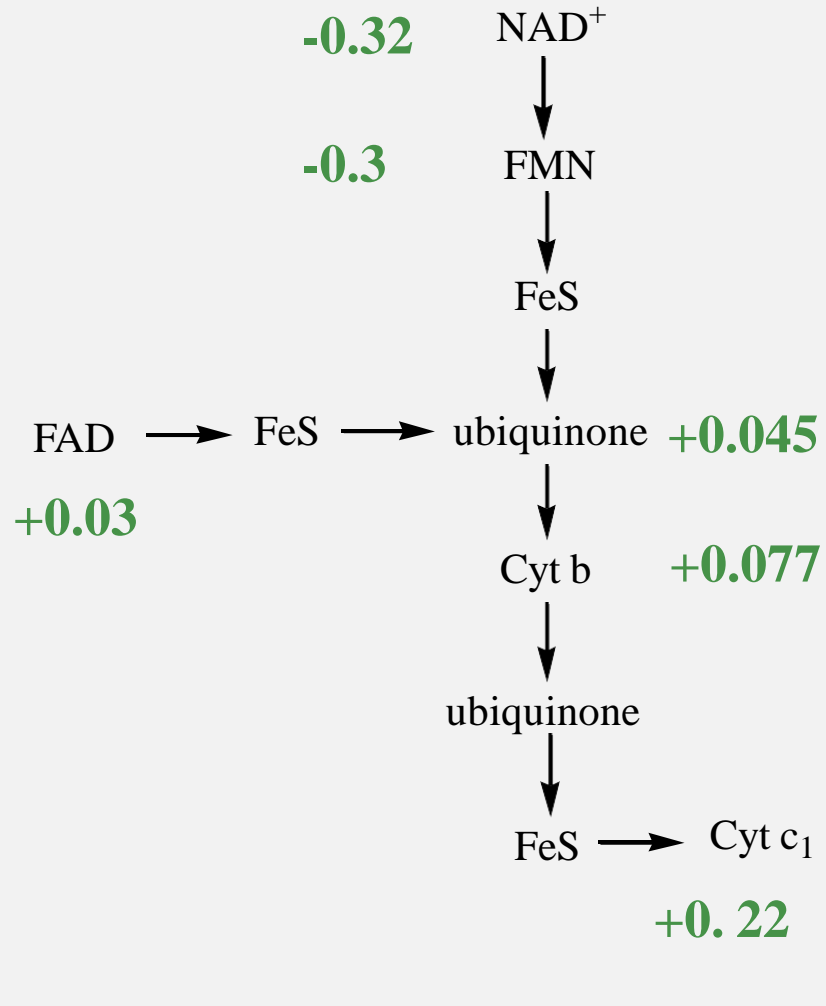 -0.32 NAD+
-0.3 FMN
FeS
FAD FeS ubiquinone +0.045
+0.03
Cyt b +0.077
ubiquinone
FeS Cyt c1
+0. 22